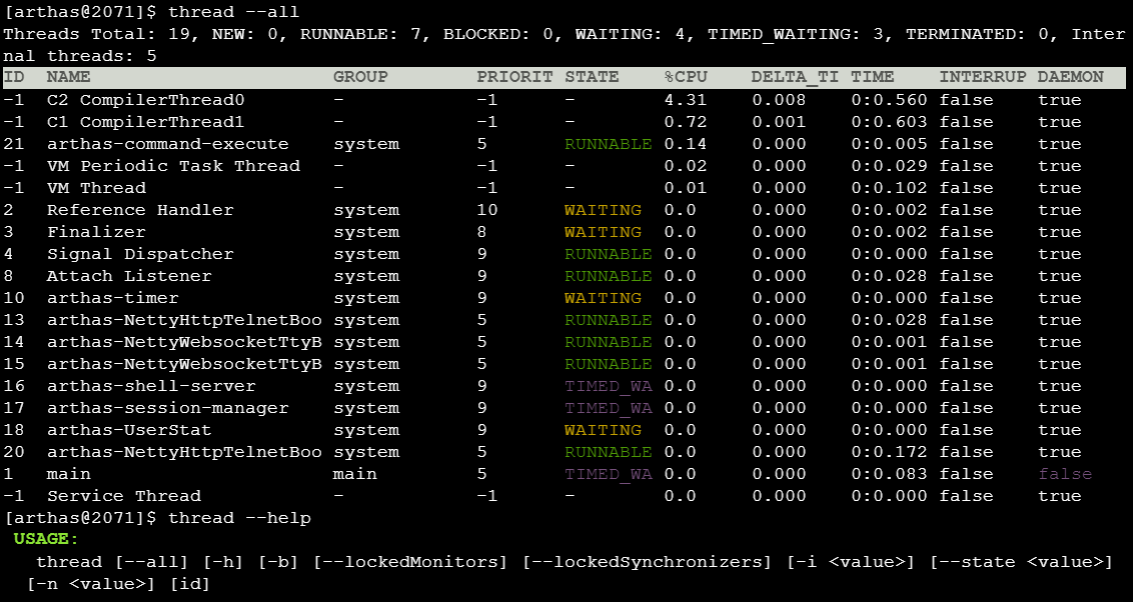 [arthas@2071]$ thread --all
Threads Total: 19, NEW: 0, RUNNABLE: 7, BLOCKED: 0, WAITING: 4, TIMED_WAITING: 3, TERMINATED: 0, Inter
nal threads: 5
ID NAME GROUP PRIORIT STATE %CPU DELTA_TI TIME INTERRUP DAEMON
-1 C2 CompilerThread0 - -1 - 4.31 0.008 0:0.560 false true
-1 C1 CompilerThread1 - -1 - 0.72 0.001 0:0.603 false true
21 arthas-command-execute system 5 RUNNABLE 0.14 0.000 0:0.005 false true
-1 VM Periodic Task Thread - -1 - 0.02 0.000 0:0.029 false true
-1 VM Thread - -1 - 0.01 0.000 0:0.102 false true
2 Reference Handler system 10 WAITING 0.0 0.000 0:0.002 false true
3 Finalizer system 8 WAITING 0.0 0.000 0:0.002 false true
4 Signal Dispatcher system 9 RUNNABLE 0.0 0.000 0:0.000 false true
8 Attach Listener system 9 RUNNABLE 0.0 0.000 0:0.028 false true
10 arthas-timer system 9 WAITING 0.0 0.000 0:0.000 false true
13 arthas-NettyHttpTelnetBoo system 5 RUNNABLE 0.0 0.000 0:0.028 false true
14 arthas-NettyWebsocketTtyB system 5 RUNNABLE 0.0 0.000 0:0.001 false true
15 arthas-NettyWebsocketTtyB system 5 RUNNABLE 0.0 0.000 0:0.001 false true
16 arthas-shell-server system 9 TIMED_WA 0.0 0.000 0:0.000 false true
17 arthas-session-manager system 9 TIMED_WA 0.0 0.000 0:0.000 false true
18 arthas-UserStat system 9 WAITING 0.0 0.000 0:0.000 false true
20 arthas-NettyHttpTelnetBoo system 5 RUNNABLE 0.0 0.000 0:0.172 false true
1 main main 5 TIMED_WA 0.0 0.000 0:0.083 false false
-1 Service Thread - -1 - 0.0 0.000 0:0.000 false true
[arthas@2071]$ thread --help
USAGE:
thread [--all] [-h] [-b] [--lockedMonitors] [--lockedSynchronizers] [-i <value>] [--state <value>]
[-n <value>] [id]